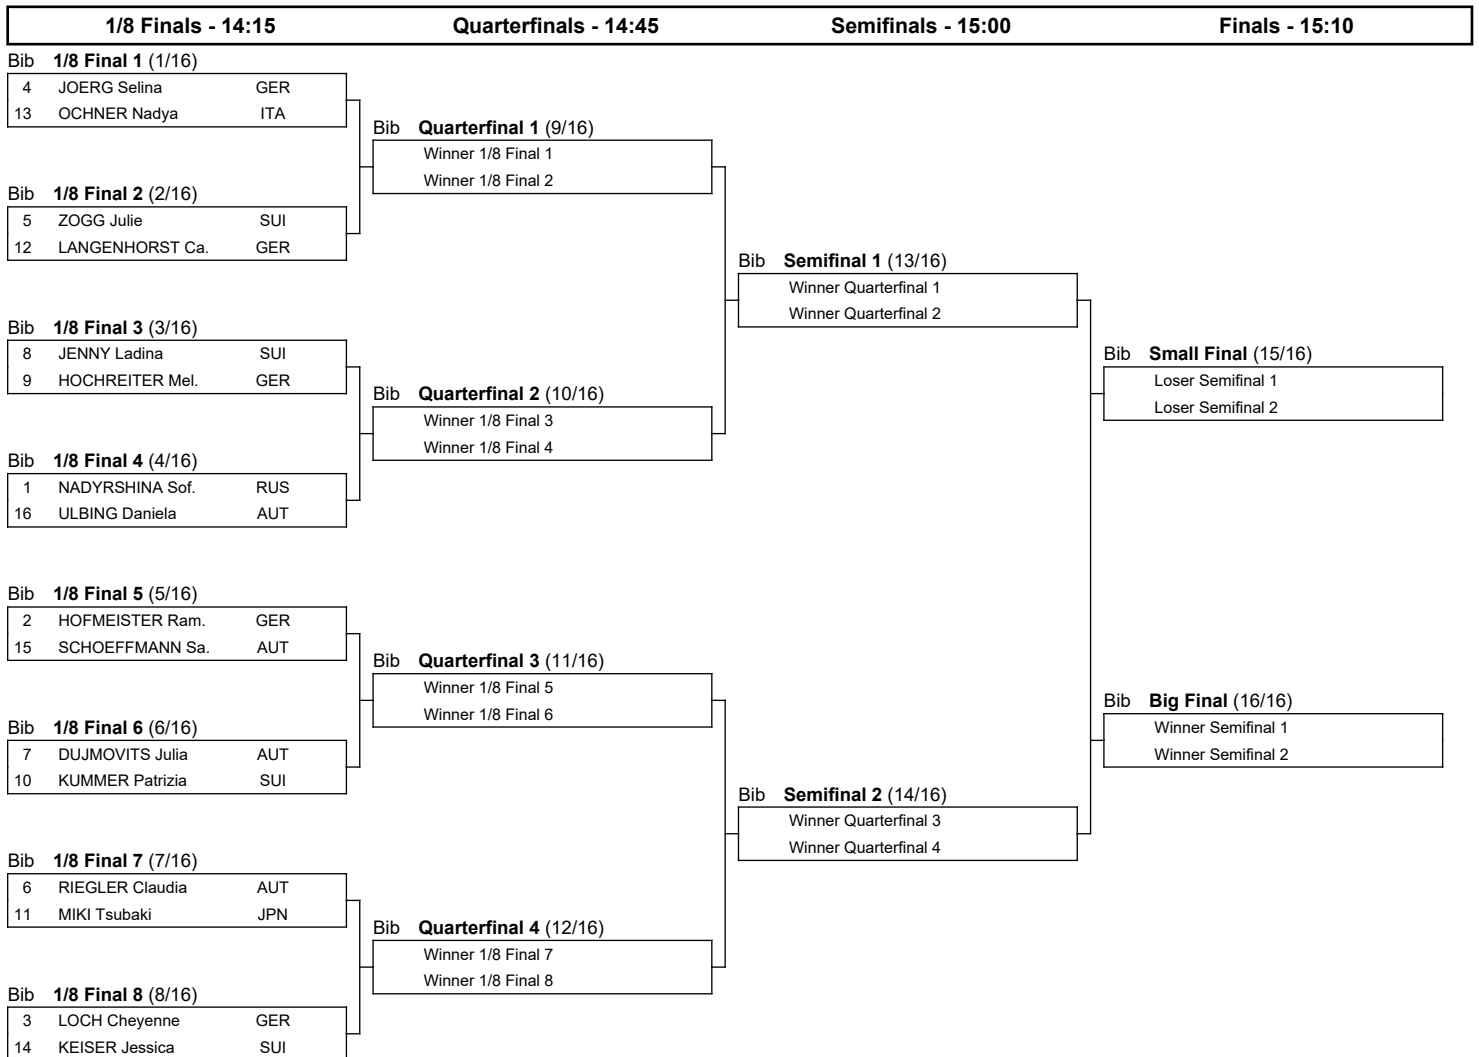 1/8 Finals - 14:15 Quarterfinals - 14:45 Semifinals - 15:00 Finals - 15:10
Bib 1/8 Final 1 (1/16)
4 JOERG Selina GER
13 OCHNER Nadya ITA
Bib 1/8 Final 2 (2/16)
5 ZOGG Julie SUI
12 LANGENHORST Ca. GER
Bib 1/8 Final 3 (3/16)
8 JENNY Ladina SUI
9 HOCHREITER Mel. GER
Bib 1/8 Final 4 (4/16)
1 NADYRSHINA Sof. RUS
16 ULBING Daniela AUT
Bib 1/8 Final 5 (5/16)
2 HOFMEISTER Ram. GER
15 SCHOEFFMANN Sa. AUT
Bib 1/8 Final 6 (6/16)
7 DUJMOVITS Julia AUT
10 KUMMER Patrizia SUI
Bib 1/8 Final 7 (7/16)
6 RIEGLER Claudia AUT
11 MIKI Tsubaki JPN
Bib 1/8 Final 8 (8/16)
3 LOCH Cheyenne GER
14 KEISER Jessica SUI
Bib Quarterfinal 1 (9/16)
Winner 1/8 Final 1
Winner 1/8 Final 2
Bib Quarterfinal 2 (10/16)
Winner 1/8 Final 3
Winner 1/8 Final 4
Bib Quarterfinal 3 (11/16)
Winner 1/8 Final 5
Winner 1/8 Final 6
Bib Quarterfinal 4 (12/16)
Winner 1/8 Final 7
Winner 1/8 Final 8
Bib Semifinal 1 (13/16)
Winner Quarterfinal 1
Winner Quarterfinal 2
Bib Semifinal 2 (14/16)
Winner Quarterfinal 3
Winner Quarterfinal 4
Bib Small Final (15/16)
Loser Semifinal 1
Loser Semifinal 2
Bib Big Final (16/16)
Winner Semifinal 1
Winner Semifinal 2